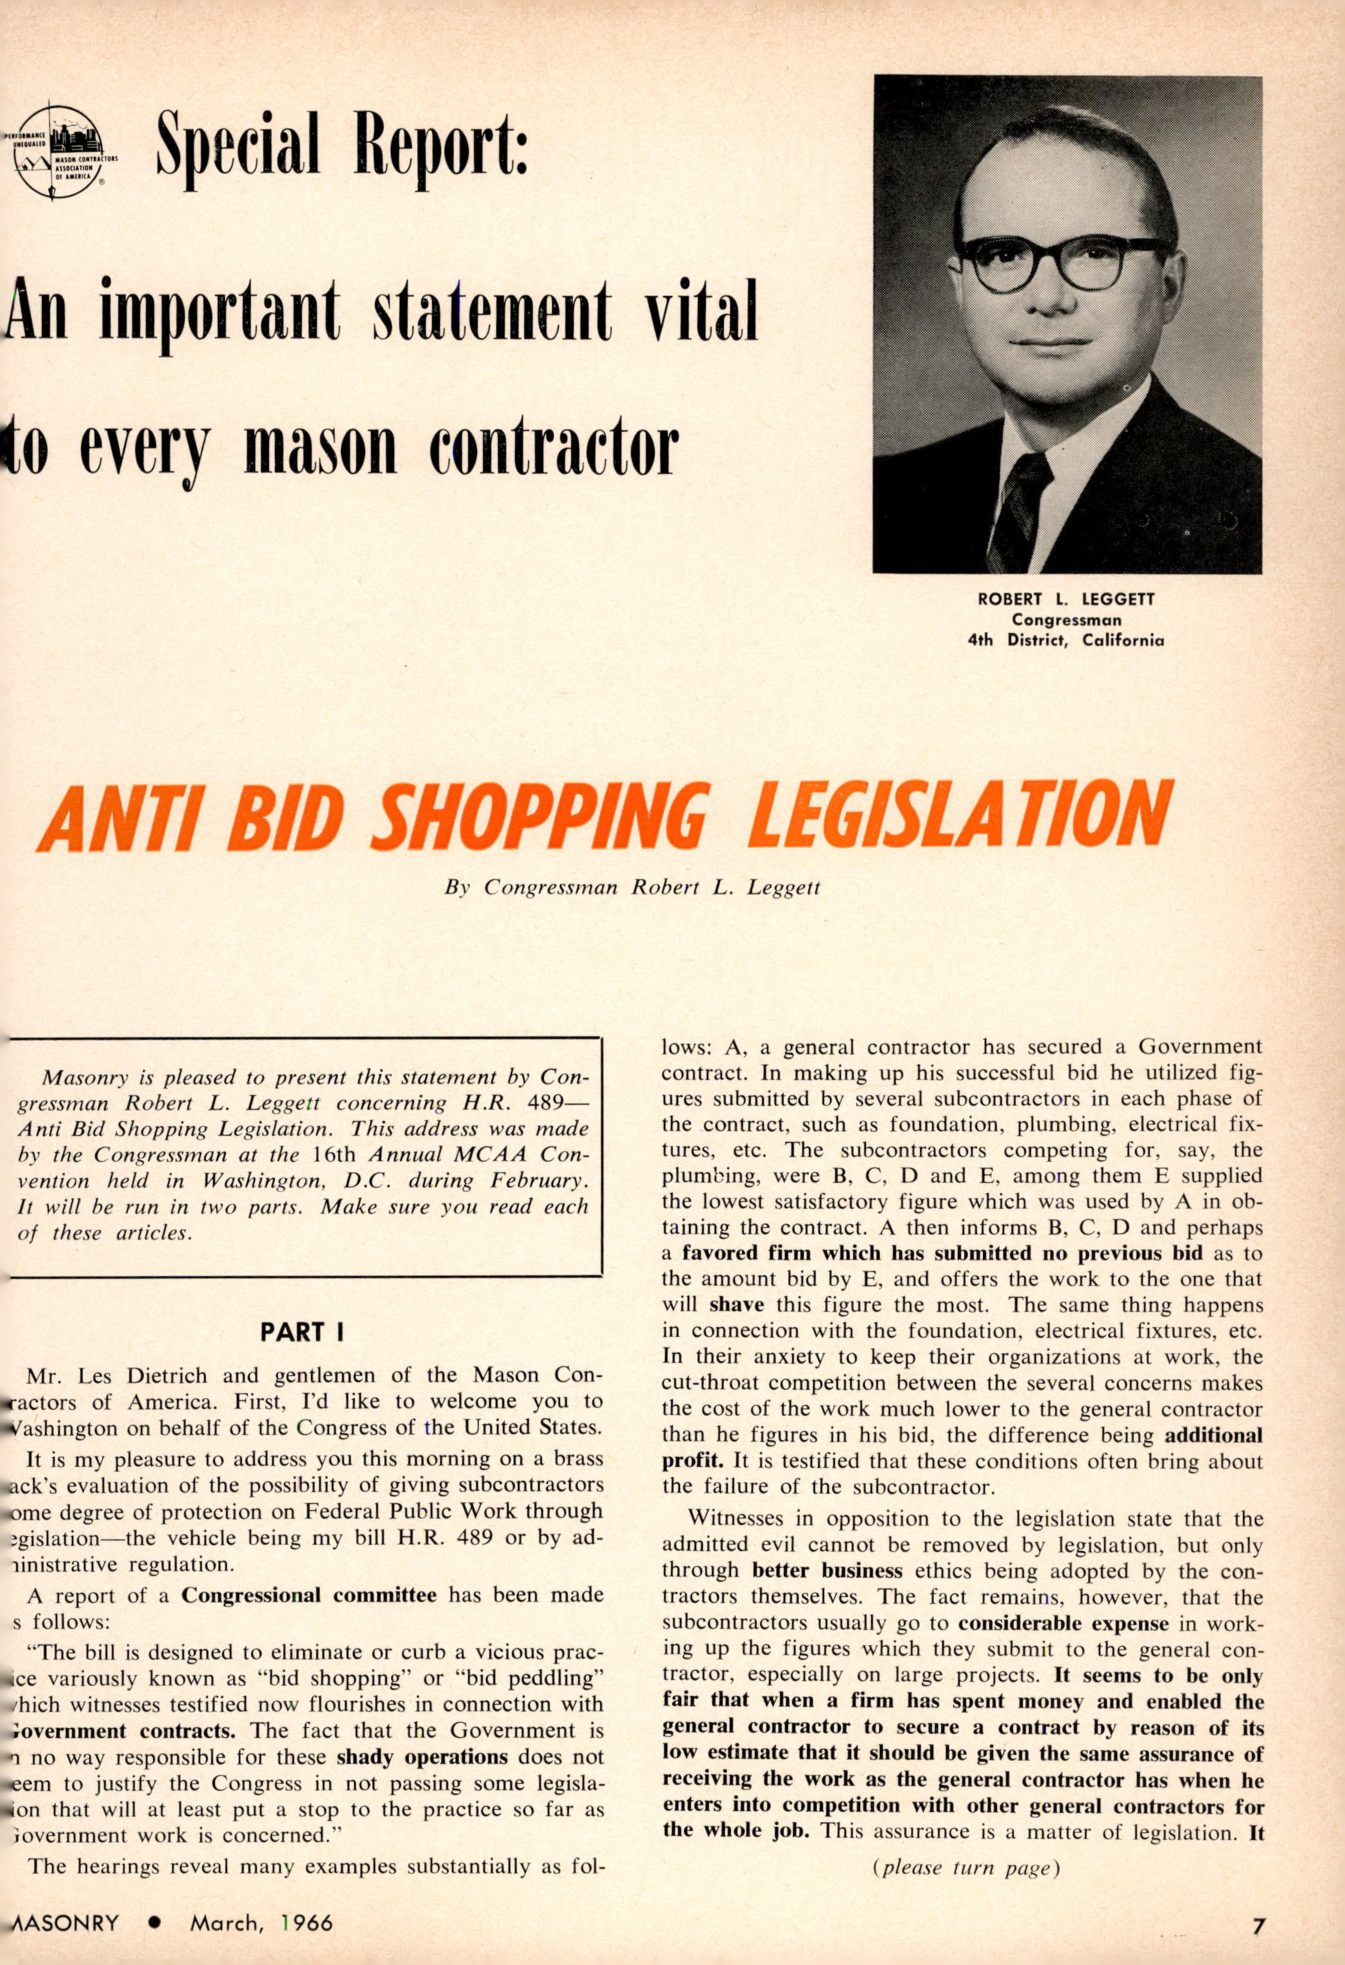 PERFORMANCE
UNEQUALED
MASON CONTRACTORS
ASSOCIATION
OF AMERICA
®
Special Report:
An important statement vital
to every mason contractor
ROBERT L. LEGGETT
Congressman
4th District, California
ANTI BID SHOPPING LEGISLATION
By Congressman Robert L. Leggett
Masonry is pleased to present this statement by Con-
gressman Robert L. Leggett concerning H.R. 489—
Anti Bid Shopping Legislation. This address was made
by the Congressman at the 16th Annual MCAA Con-
vention held in Washington, D.C. during February.
It will be run in two parts. Make sure you read each
of these articles.
PART I
Mr. Les Dietrich and gentlemen of the Mason Con-
ractors of America. First, I'd like to welcome you to
Washington on behalf of the Congress of the United States.
It is my pleasure to address you this morning on a brass
ack's evaluation of the possibility of giving subcontractors
ome degree of protection on Federal Public Work through
egislation—the vehicle being my bill H.R. 489 or by ad-
ministrative regulation.
A report of a Congressional committee has been made
s follows:
"The bill is designed to eliminate or curb a vicious prac-
ice variously known as "bid shopping" or "bid peddling"
which witnesses testified now flourishes in connection with
Government contracts. The fact that the Government is
n no way responsible for these shady operations does not
eem to justify the Congress in not passing some legisla-
ion that will at least put a stop to the practice so far as
Government work is concerned."
The hearings reveal many examples substantially as fol-
lows: A, a general contractor has secured a Government
contract. In making up his successful bid he utilized fig-
ures submitted by several subcontractors in each phase of
the contract, such as foundation, plumbing, electrical fix-
tures, etc. The subcontractors competing for, say, the
plumbing, were B, C, D and E, among them E supplied
the lowest satisfactory figure which was used by A in ob-
taining the contract. A then informs B, C, D and perhaps
a favored firm which has submitted no previous bid as to
the amount bid by E, and offers the work to the one that
will shave this figure the most. The same thing happens
in connection with the foundation, electrical fixtures, etc.
In their anxiety to keep their organizations at work, the
cut-throat competition between the several concerns makes
the cost of the work much lower to the general contractor
than he figures in his bid, the difference being additional
profit. It is testified that these conditions often bring about
the failure of the subcontractor.
Witnesses in opposition to the legislation state that the
admitted evil cannot be removed by legislation, but only
through better business ethics being adopted by the con-
tractors themselves. The fact remains, however, that the
subcontractors usually go to considerable expense in work-
ing up the figures which they submit to the general con-
tractor, especially on large projects. It seems to be only
fair that when a firm has spent money and enabled the
general contractor to secure a contract by reason of its
low estimate that it should be given the same assurance of
receiving the work as the general contractor has when he
enters into competition with other general contractors for
the whole job. This assurance is a matter of legislation. It
(please turn page)
MASONRY • March, 1966
7